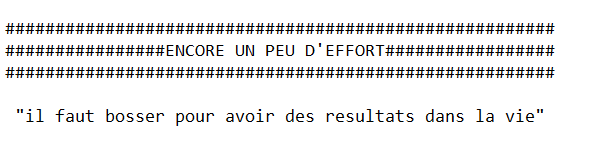 #######################################################
################ENCORE UN PEU D'EFFORT#################
#######################################################
"il faut bosser pour avoir des resultats dans la vie"